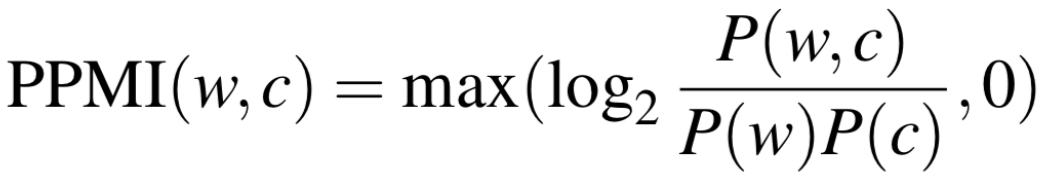 PPMI(w,c) = max(log₂ P(w,c) / P(w)P(c) , 0)